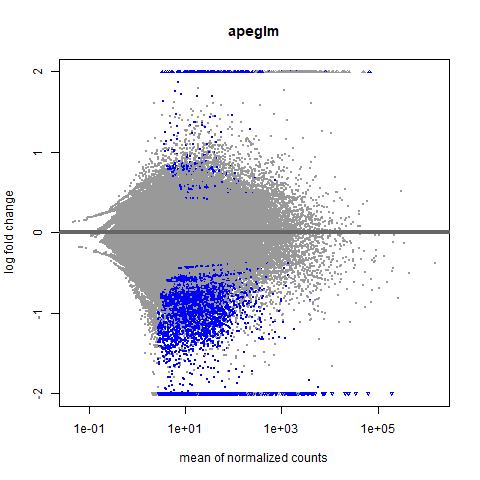 apeglm
log fold change
2
1
0
-1
-2
1e-01
1e+01
1e+03
1e+05
mean of normalized counts